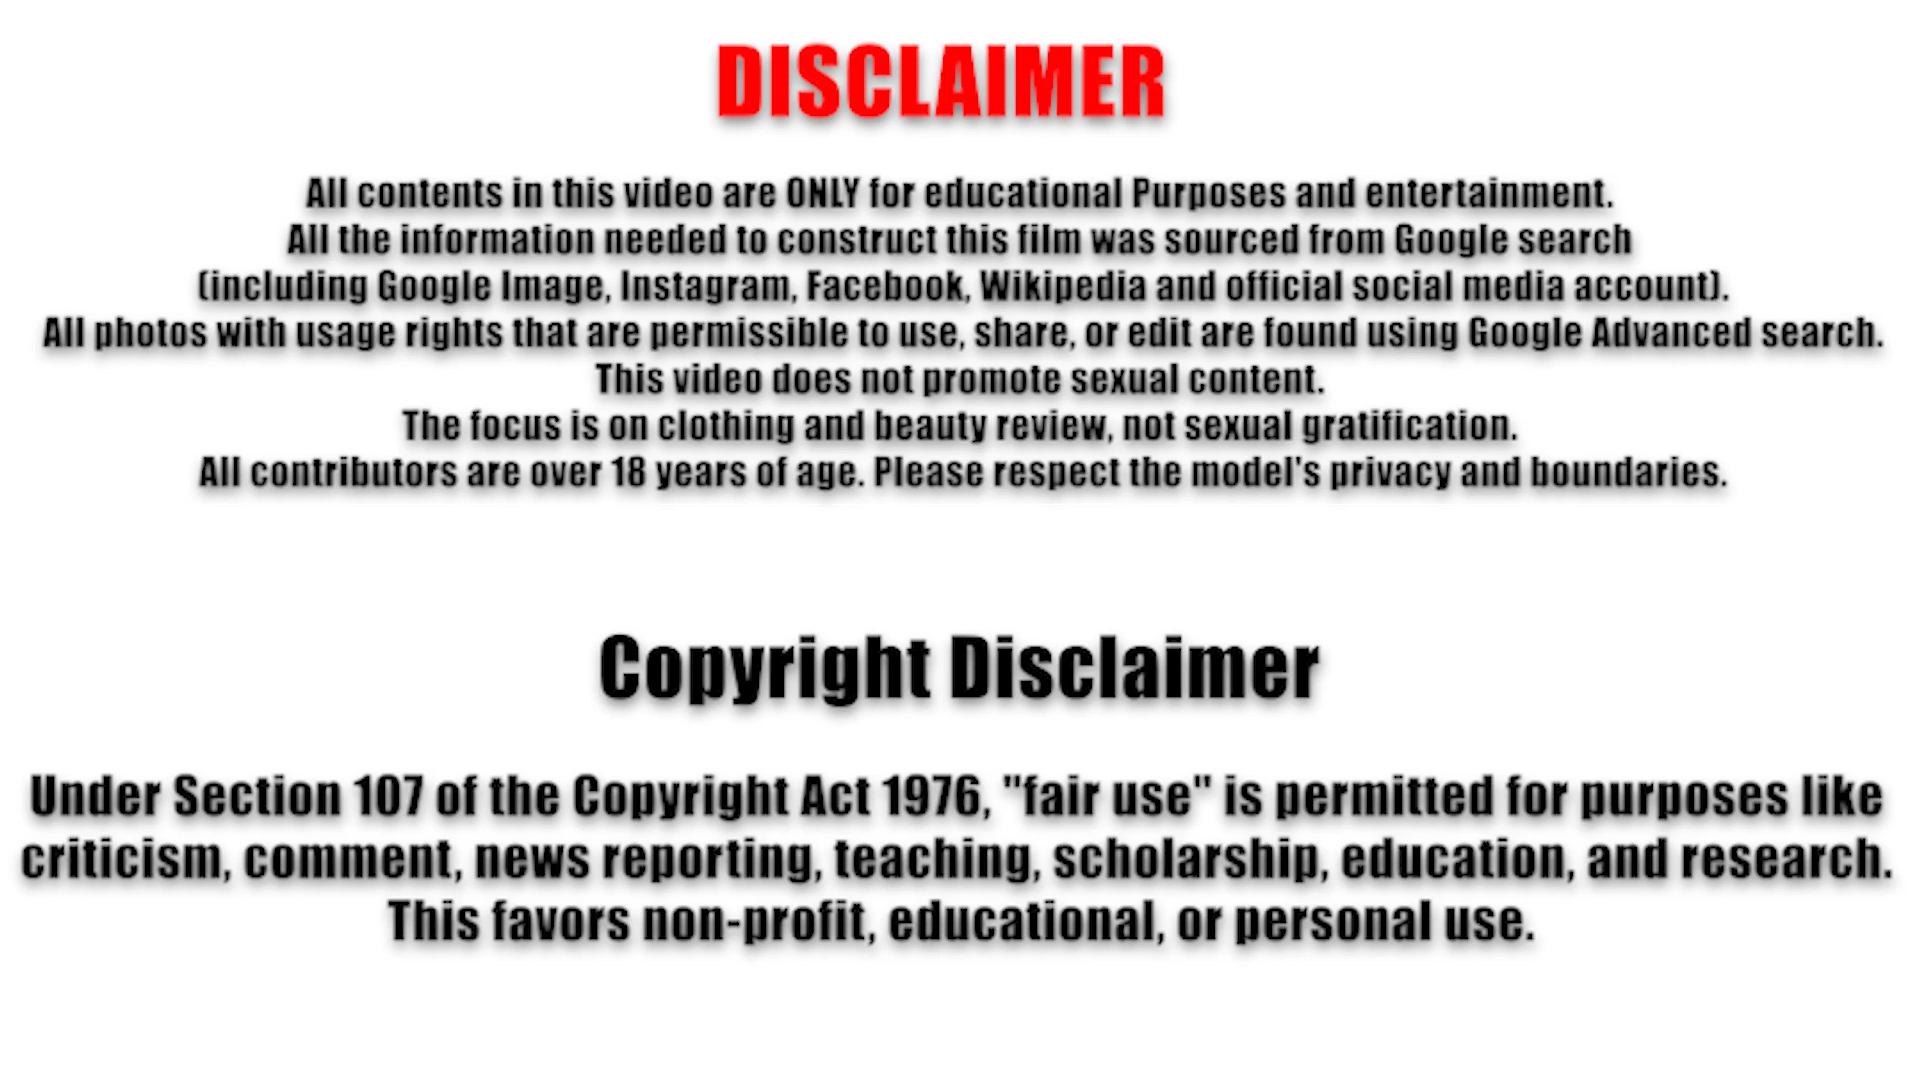 DISCLAIMER
All contents in this video are ONLY for educational Purposes and entertainment.
All the information needed to construct this film was sourced from Google search
(including Google Image, Instagram, Facebook, Wikipedia and official social media account).
All photos with usage rights that are permissible to use, share, or edit are found using Google Advanced search.
This video does not promote sexual content.
The focus is on clothing and beauty review, not sexual gratification.
All contributors are over 18 years of age. Please respect the model's privacy and boundaries.
Copyright Disclaimer
Under Section 107 of the Copyright Act 1976, "fair use" is permitted for purposes like
criticism, comment, news reporting, teaching, scholarship, education, and research.
This favors non-profit, educational, or personal use.